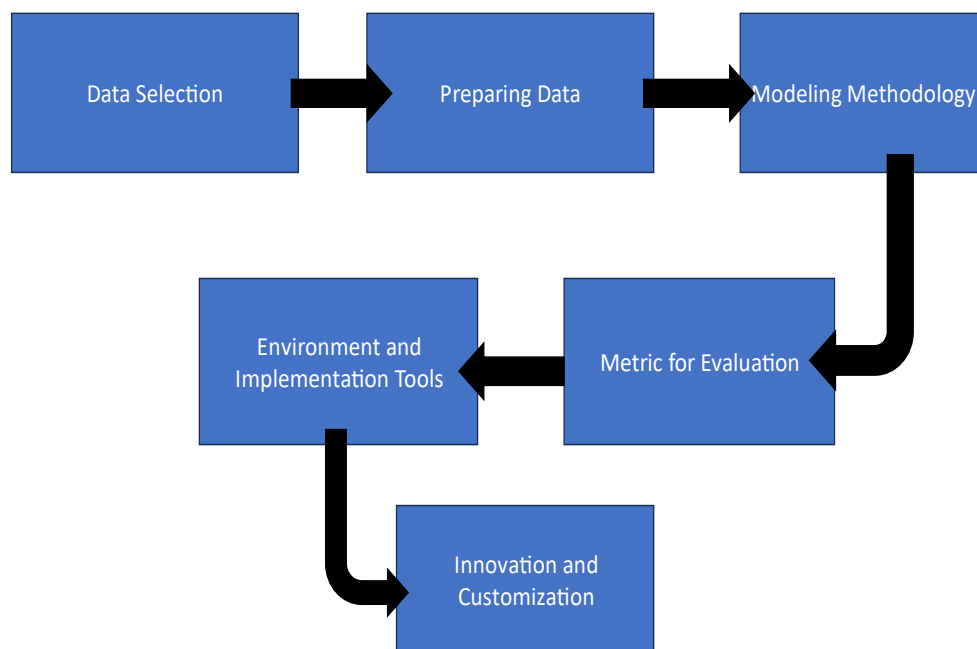 Data Selection
Preparing Data
Modeling Methodology
Metric for Evaluation
Environment and
Implementation Tools
Innovation and
Customization